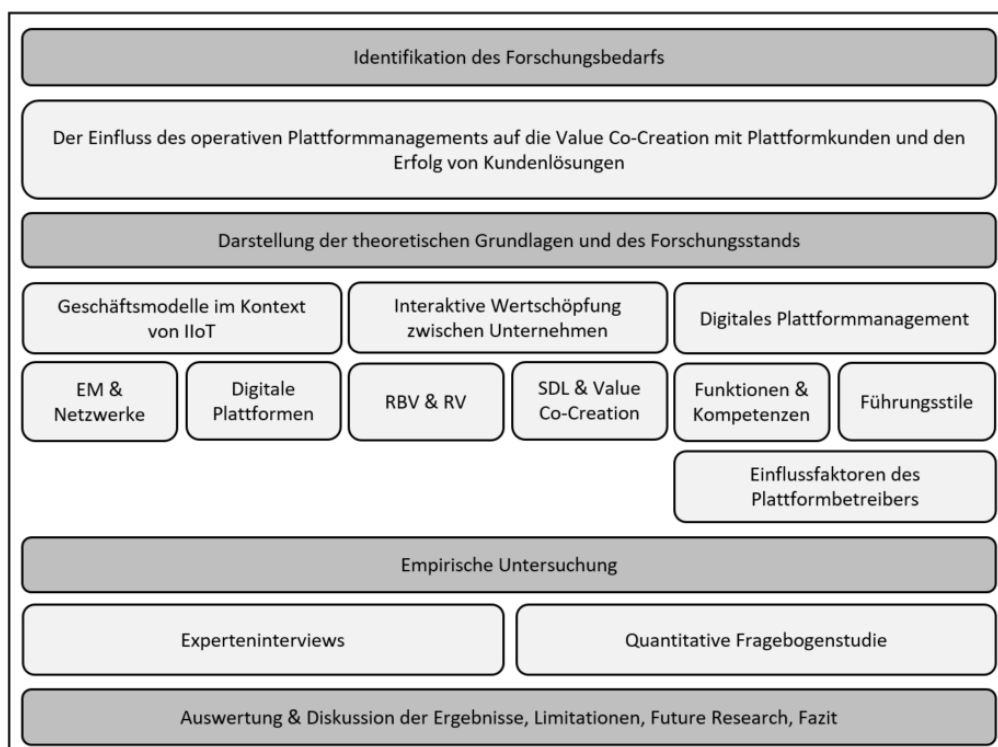 Identifikation des Forschungsbedarfs
Der Einfluss des operativen Plattformmanagements auf die Value Co-Creation mit Plattformkunden und den
Erfolg von Kundenlösungen
Darstellung der theoretischen Grundlagen und des Forschungsstands
Geschäftsmodelle im Kontext
von IIoT
Interaktive Wertschöpfung
zwischen Unternehmen
Digitales Plattformmanagement
EM &
Netzwerke
Digitale
Plattformen
RBV & RV
SDL & Value
Co-Creation
Funktionen &
Kompetenzen
Führungsstile
Einflussfaktoren des
Plattformbetreibers
Empirische Untersuchung
Experteninterviews
Quantitative Fragebogenstudie
Auswertung & Diskussion der Ergebnisse, Limitationen, Future Research, Fazit